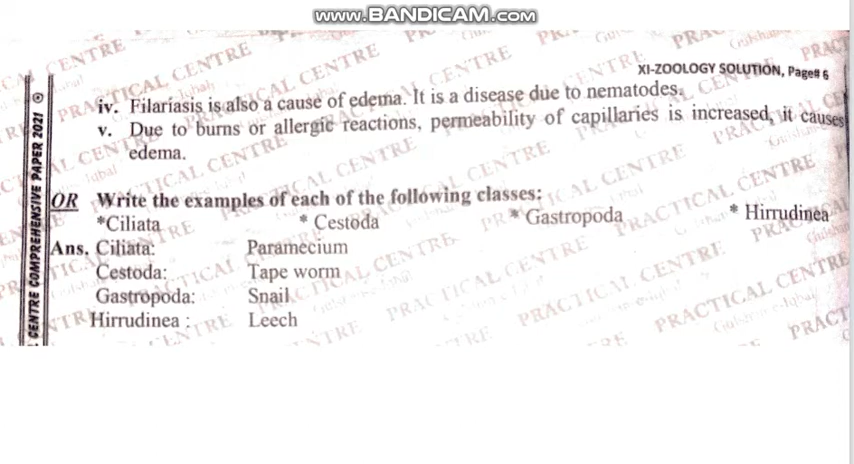 www.BANDICAM.com
XI-ZOOLOGY SOLUTION, Page# 6
iv. Filariasis is also a cause of edema. It is a disease due to nematodes.
v. Due to burns or allergic reactions, permeability of capillaries is increased, it causes
edema.
OR Write the examples of each of the following classes:
*Ciliata * Cestoda * Gastropoda * Hirrudinea
Ans. Ciliata: Paramecium
Cestoda: Tape worm
Gastropoda: Snail
Hirrudinea : Leech
CENTRE COMPREHENSIVE PAPER 2021 ©
PRACTICAL CENTRE